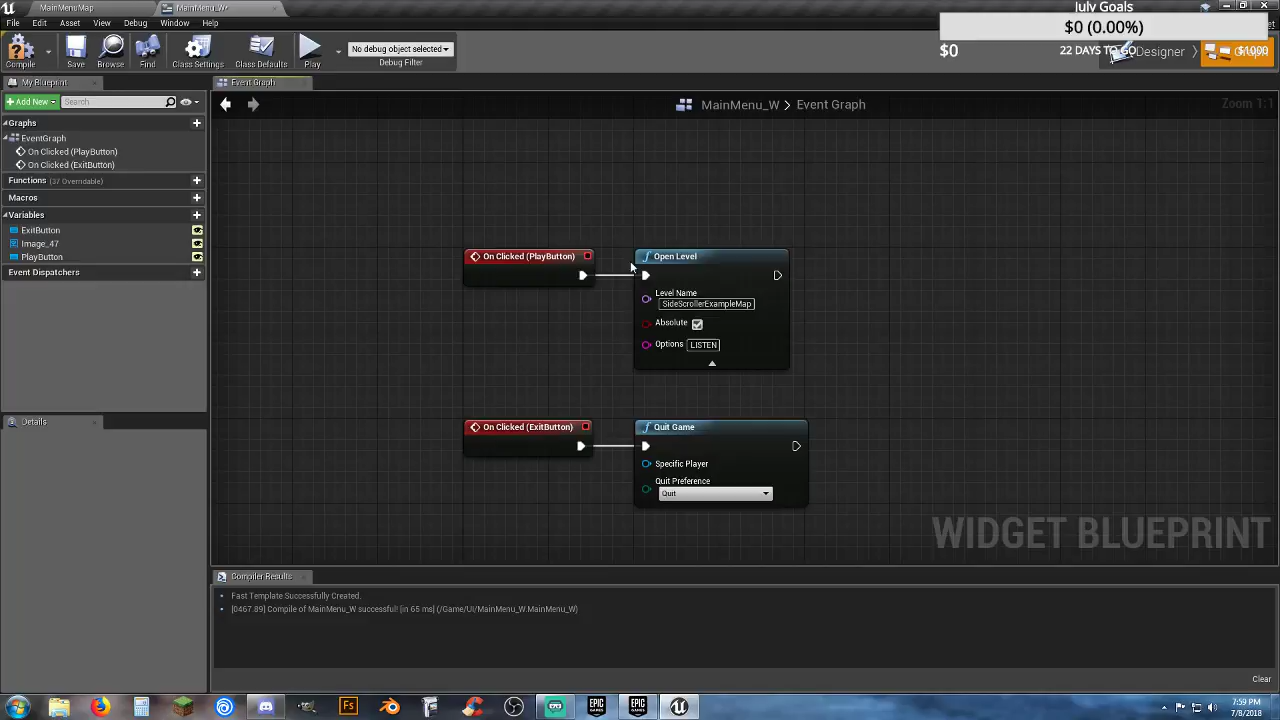 MainMenuMap
MainMenu_W*
July Goals
File Edit Asset View Debug Window Help
$0 (0.00%)
$0
22 DAYS TO GO
$1000
Compile
Save
Browse
Find
Class Settings
Class Defaults
Play
No debug object selected
Debug Filter
Designer
My Blueprint
Event Graph
Add New
Search
MainMenu_W > Event Graph
Zoom 1:1
Graphs
EventGraph
On Clicked (PlayButton)
On Clicked (ExitButton)
Functions (37 Overridable)
Macros
Variables
ExitButton
Image_47
PlayButton
Event Dispatchers
On Clicked (PlayButton)
Open Level
Level Name
SideScrollerExampleMap
Absolute
Options LISTEN
Details
On Clicked (ExitButton)
Quit Game
Specific Player
Quit Preference
Quit
WIDGET BLUEPRINT
Compiler Results
Fast Template Successfully Created.
[0467.89] Compile of MainMenu_W successful! [in 65 ms] (/Game/UI/MainMenu_W.MainMenu_W)
Clear
7:59 PM
7/8/2018